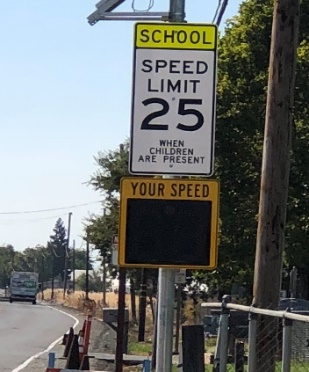 SCHOOL
SPEED
LIMIT
25
WHEN
CHILDREN
ARE PRESENT
YOUR SPEED